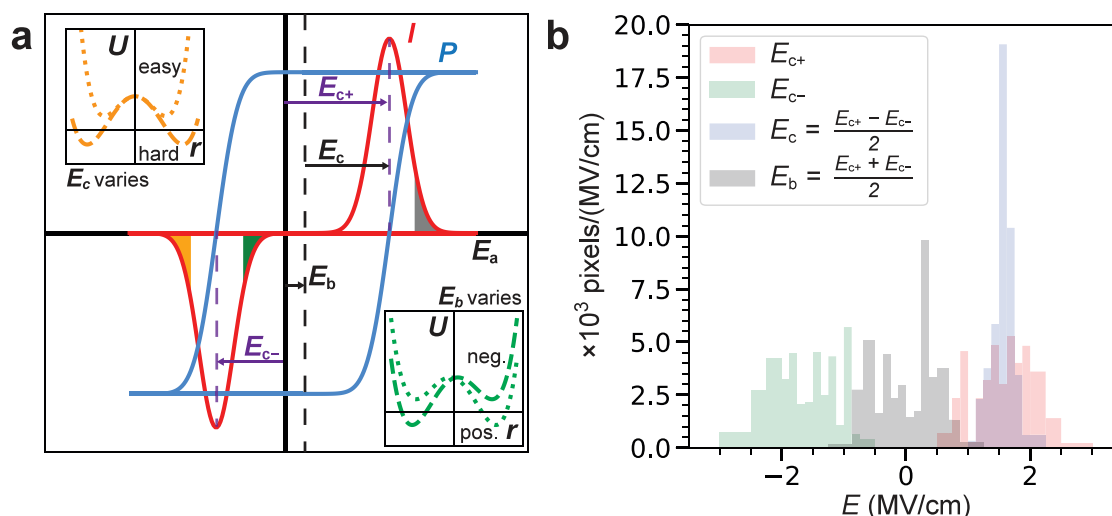 a
U
easy
hard
r
E_c varies
I
P
E_c+
E_c
E_a
E_b
E_c−
E_b varies
U
neg.
pos.
r
b
E_c+
E_c−
E_c = (E_c+ − E_c−)/2
E_b = (E_c+ + E_c−)/2
×10³ pixels/(MV/cm)
20.0
17.5
15.0
12.5
10.0
7.5
5.0
2.5
0.0
−2 0 2
E (MV/cm)